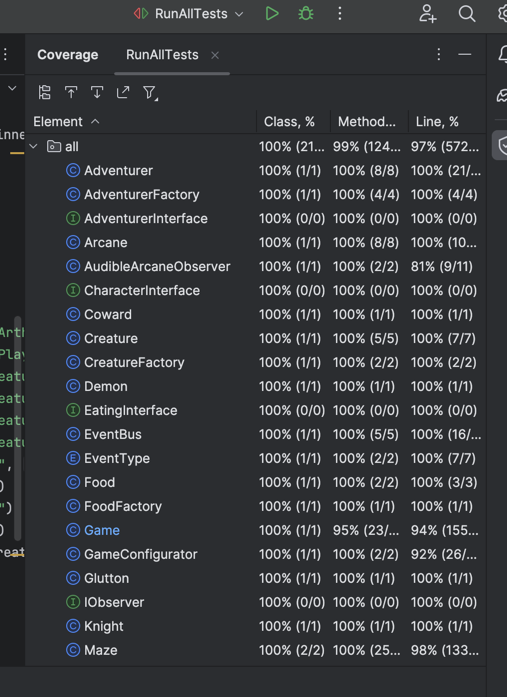 RunAllTests
Coverage RunAllTests
Element Class, % Method... Line, %
all 100% (21... 99% (124... 97% (572...
Adventurer 100% (1/1) 100% (8/8) 100% (21/...
AdventurerFactory 100% (1/1) 100% (4/4) 100% (4/4)
AdventurerInterface 100% (0/0) 100% (0/0) 100% (0/0)
Arcane 100% (1/1) 100% (8/8) 100% (10...
AudibleArcaneObserver 100% (1/1) 100% (2/2) 81% (9/11)
CharacterInterface 100% (0/0) 100% (0/0) 100% (0/0)
Coward 100% (1/1) 100% (1/1) 100% (1/1)
Creature 100% (1/1) 100% (5/5) 100% (7/7)
CreatureFactory 100% (1/1) 100% (2/2) 100% (2/2)
Demon 100% (1/1) 100% (1/1) 100% (1/1)
EatingInterface 100% (0/0) 100% (0/0) 100% (0/0)
EventBus 100% (1/1) 100% (5/5) 100% (16/...
EventType 100% (1/1) 100% (2/2) 100% (7/7)
Food 100% (1/1) 100% (2/2) 100% (3/3)
FoodFactory 100% (1/1) 100% (1/1) 100% (1/1)
Game 100% (1/1) 95% (23/... 94% (155...
GameConfigurator 100% (1/1) 100% (2/2) 92% (26/...
Glutton 100% (1/1) 100% (1/1) 100% (1/1)
IObserver 100% (0/0) 100% (0/0) 100% (0/0)
Knight 100% (1/1) 100% (1/1) 100% (1/1)
Maze 100% (2/2) 100% (25... 98% (133...